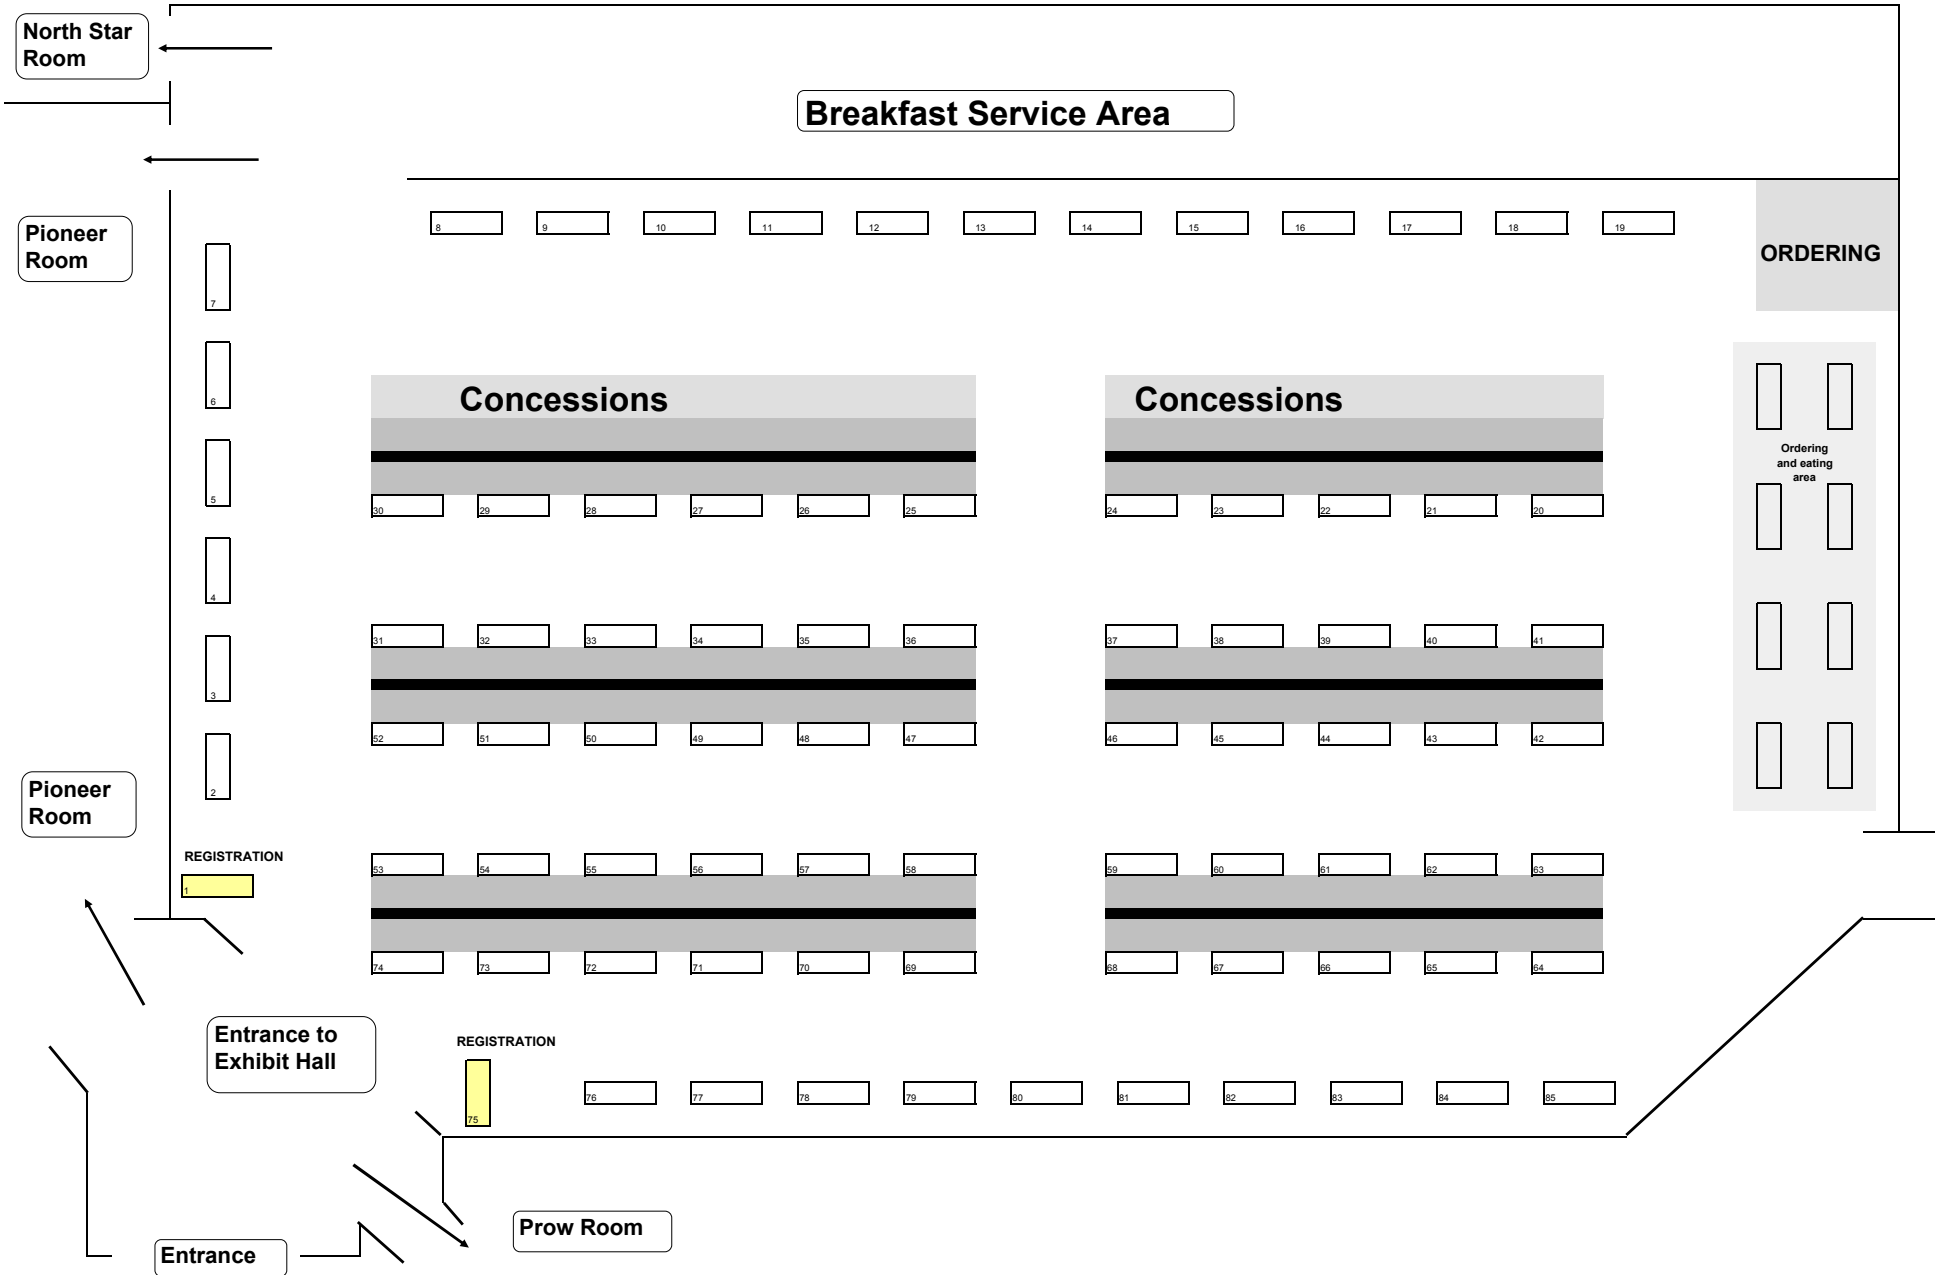 North Star
Room
Breakfast Service Area
Pioneer
Room
8 9 10 11 12 13 14 15 16 17 18 19
ORDERING
7
6
5
4
3
2
Concessions
Concessions
Ordering
and eating
area
30 29 28 27 26 25 24 23 22 21 20
31 32 33 34 35 36 37 38 39 40 41
52 51 50 49 48 47 46 45 44 43 42
Pioneer
Room
REGISTRATION
1
53 54 55 56 57 58 59 60 61 62 63
74 73 72 71 70 69 68 67 66 65 64
Entrance to
Exhibit Hall
REGISTRATION
75
76 77 78 79 80 81 82 83 84 85
Prow Room
Entrance